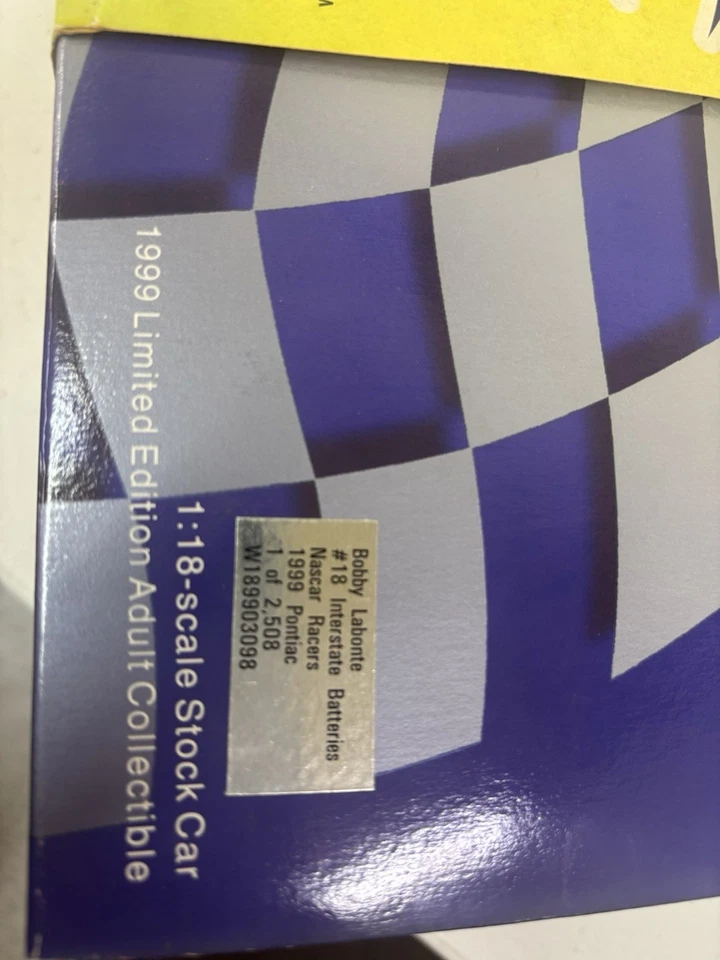 1:18-scale Stock Car
1999 Limited Edition Adult Collectible
Bobby Labonte
#18 Interstate Batteries
Nascar Racers
1999 Pontiac
1 of 2,508
W189903098